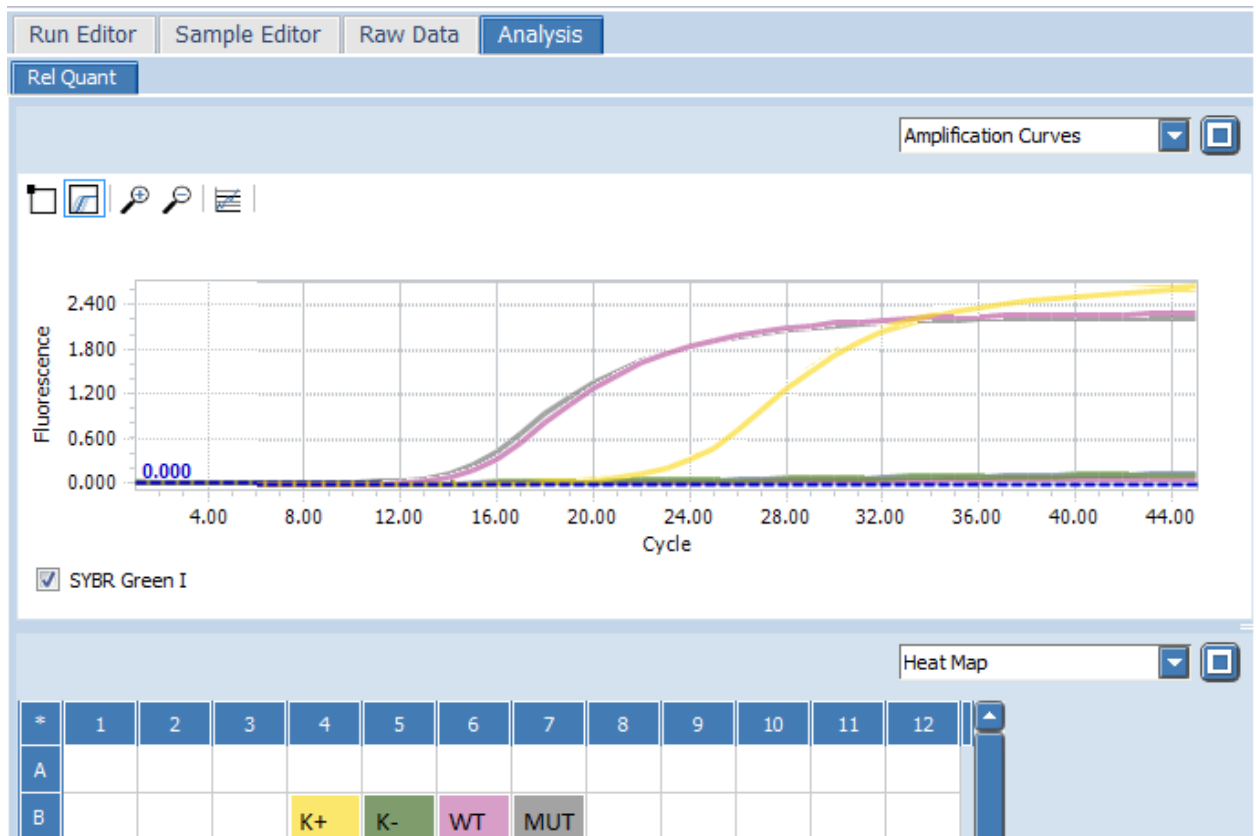 Run Editor Sample Editor Raw Data Analysis
Rel Quant
Amplification Curves
2.400
1.800
1.200
0.600
0.000
Fluorescence
0.000
4.00 8.00 12.00 16.00 20.00 24.00 28.00 32.00 36.00 40.00 44.00
Cycle
SYBR Green I
Heat Map
* 1 2 3 4 5 6 7 8 9 10 11 12
A
B K+ K- WT MUT